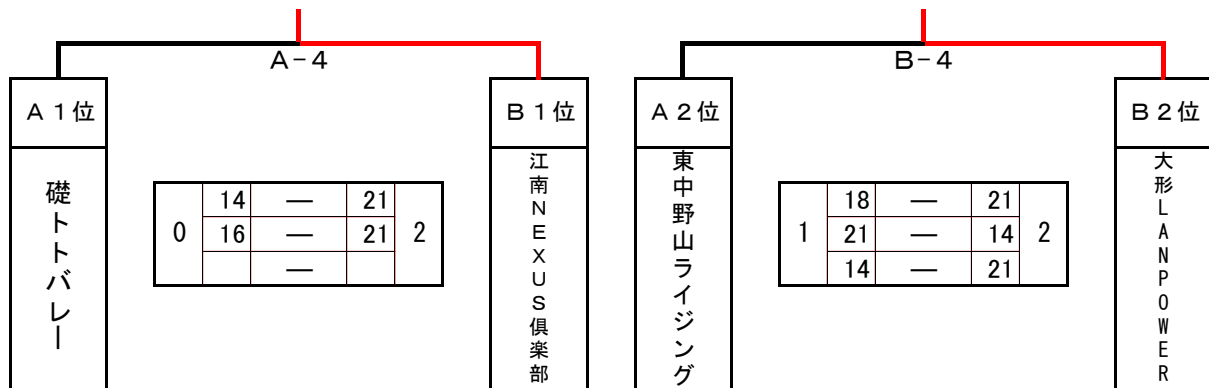 A-4
A1位
B1位
礎トトバレー
0 14 — 21 2
16 — 21
—
江南NEXUS倶楽部
B-4
A2位
B2位
東中野山ライジング
1 18 — 21 2
21 — 14
14 — 21
大形LANPOWER